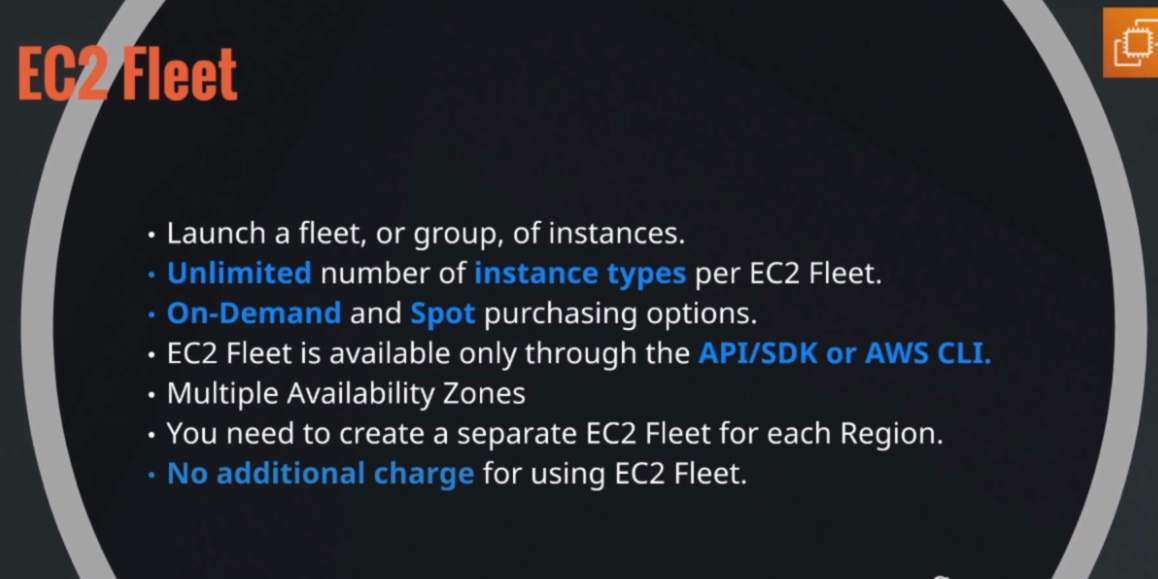 EC2 Fleet
• Launch a fleet, or group, of instances.
• Unlimited number of instance types per EC2 Fleet.
• On-Demand and Spot purchasing options.
• EC2 Fleet is available only through the API/SDK or AWS CLI.
• Multiple Availability Zones
• You need to create a separate EC2 Fleet for each Region.
• No additional charge for using EC2 Fleet.